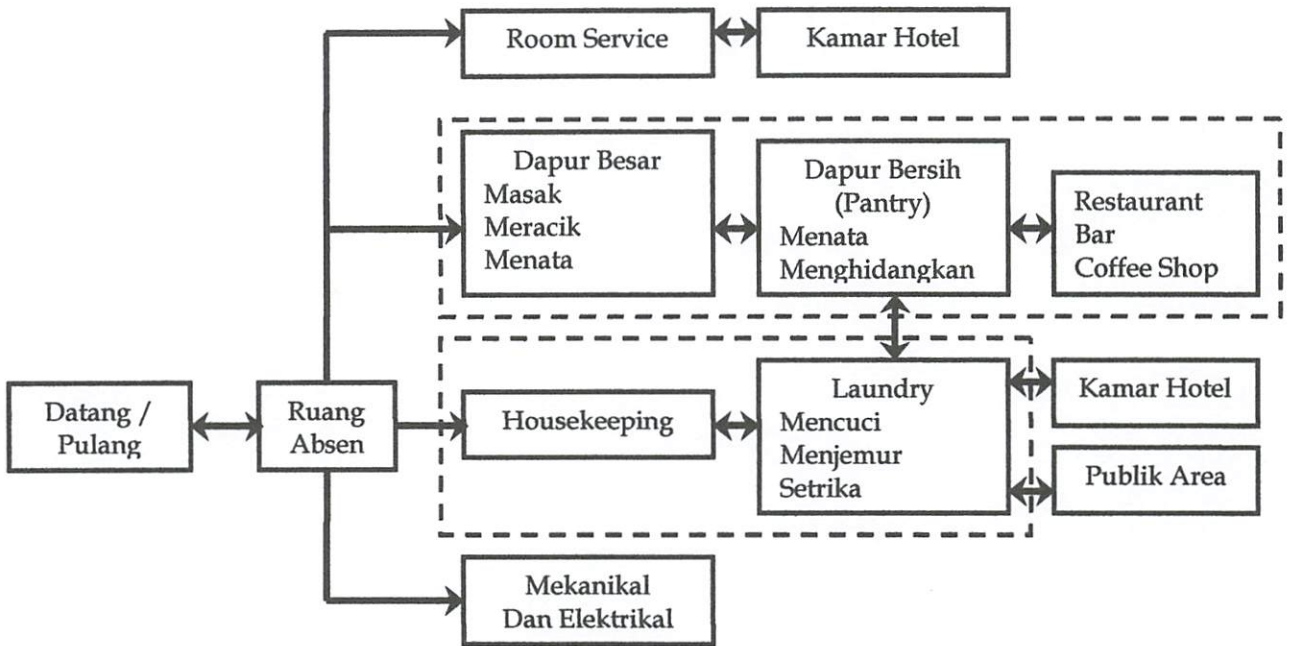 Room Service
Kamar Hotel
Dapur Besar
Masak
Meracik
Menata
Dapur Bersih
(Pantry)
Menata
Menghidangkan
Restaurant
Bar
Coffee Shop
Datang /
Pulang
Ruang
Absen
Housekeeping
Laundry
Mencuci
Menjemur
Setrika
Kamar Hotel
Publik Area
Mekanikal
Dan Elektrikal